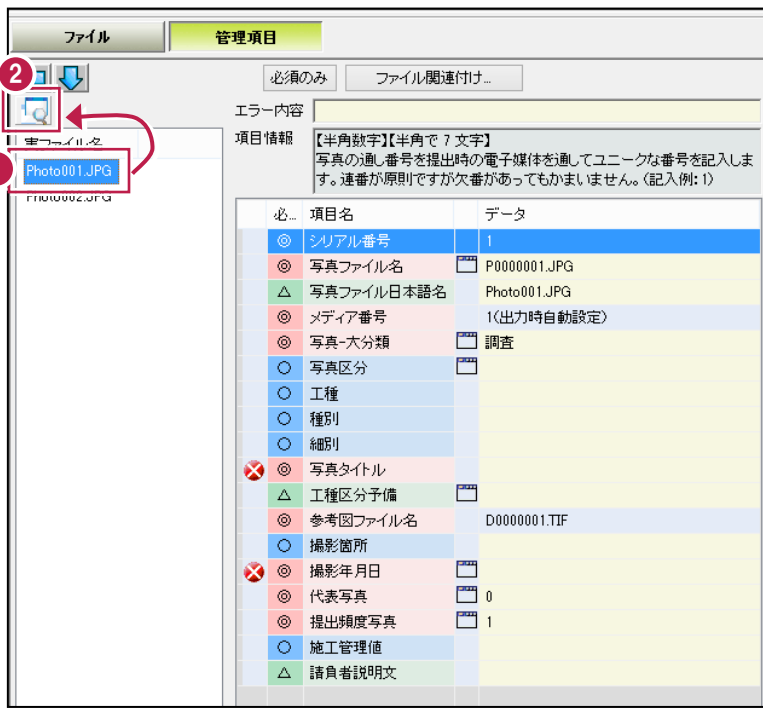 ファイル 管理項目
2
必須のみ ファイル関連付け...
エラー内容
項目情報 【半角数字】【半角で 7 文字】
写真の通し番号を提出時の電子媒体を通してユニークな番号を記入しま
す。連番が原則ですが欠番があってもかまいません。(記入例：1)
実ファイル名
Photo001.JPG
Photo002.JPG
必... 項目名 データ
◎ シリアル番号 1
◎ 写真ファイル名 P0000001.JPG
△ 写真ファイル日本語名 Photo001.JPG
◎ メディア番号 1(出力時自動設定)
◎ 写真-大分類 調査
○ 写真区分
○ 工種
○ 種別
○ 細別
◎ 写真タイトル
△ 工種区分予備
◎ 参考図ファイル名 D0000001.TIF
○ 撮影箇所
◎ 撮影年月日
◎ 代表写真 0
◎ 提出頻度写真 1
○ 施工管理値
△ 請負者説明文